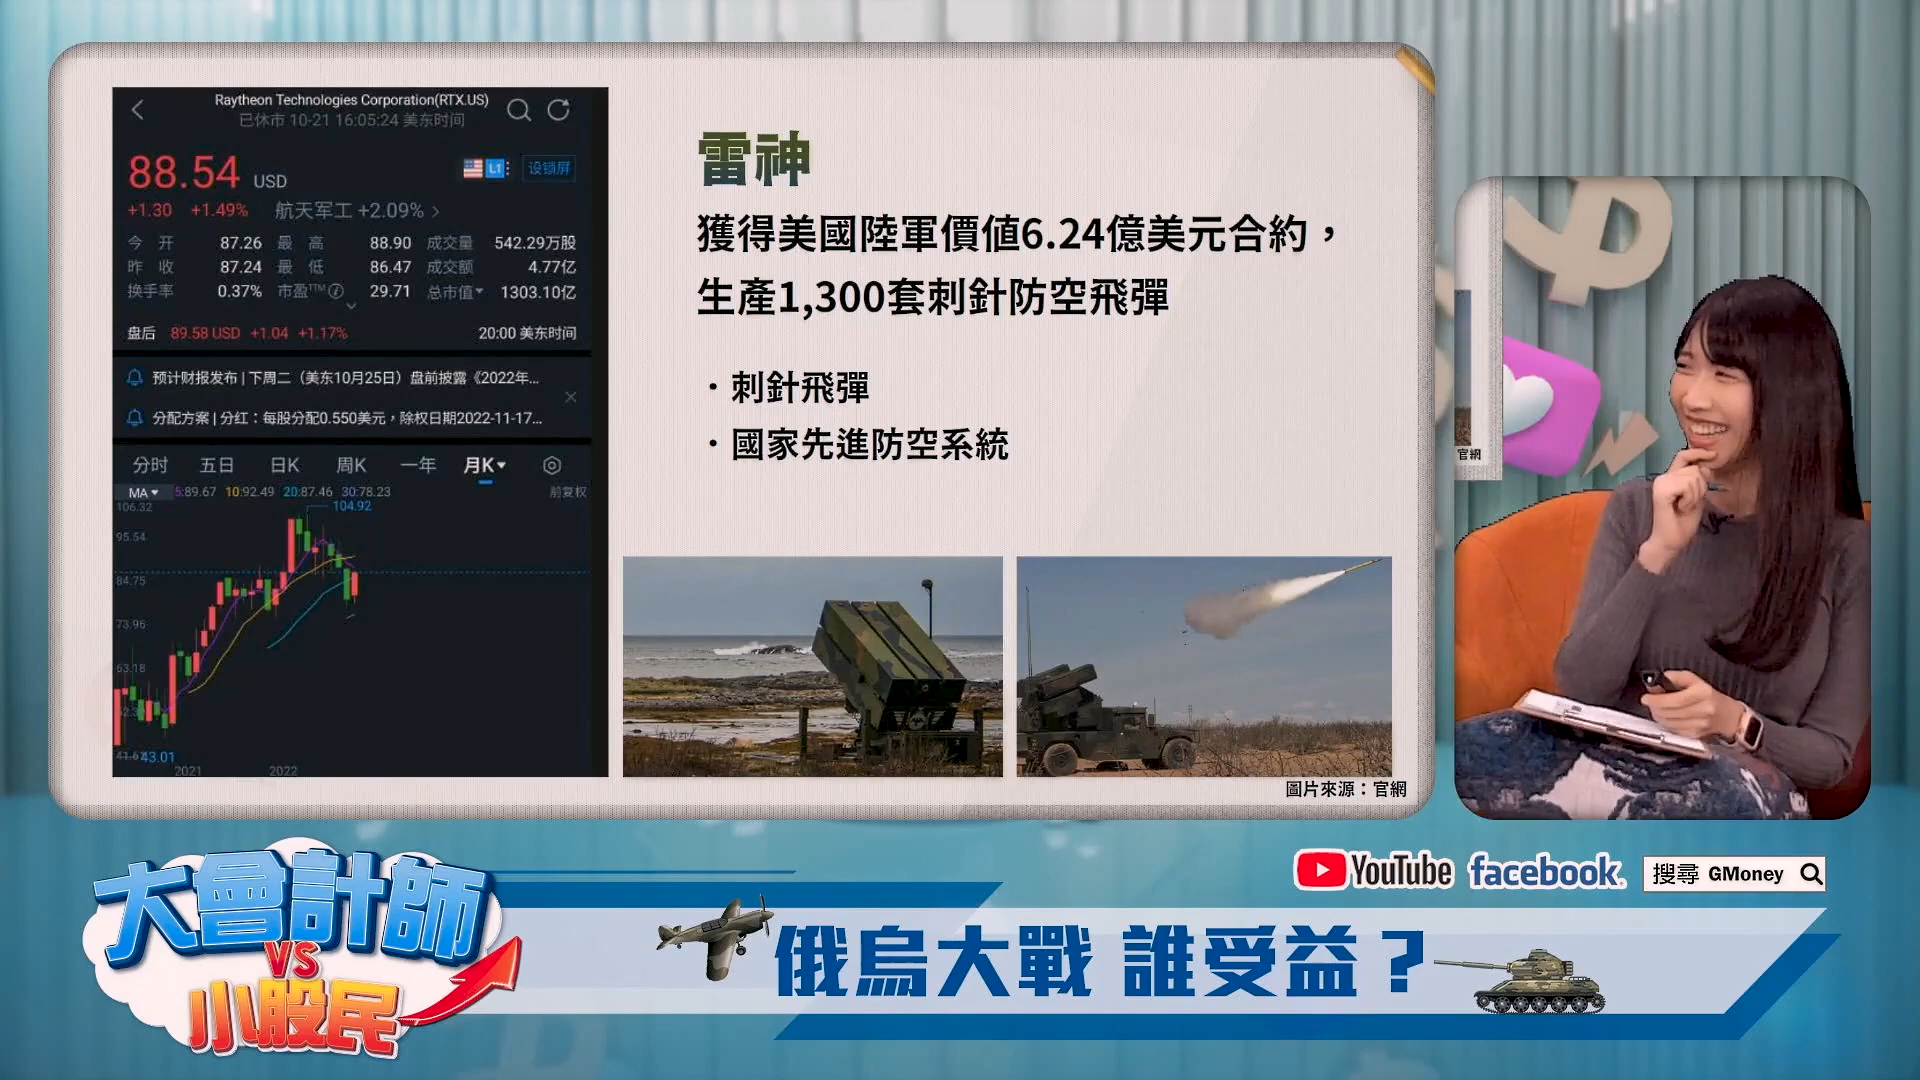 Raytheon Technologies Corporation(RTX.US)
已休市 10-21 16:05:24 美东时间
88.54 USD
L1
设锁屏
+1.30 +1.49% 航天军工 +2.09%
今开 87.26 最高 88.90 成交量 542.29万股
昨收 87.24 最低 86.47 成交额 4.77亿
换手率 0.37% 市盈™ 29.71 总市值 1303.10亿
盘后 89.58 USD +1.04 +1.17% 20:00 美东时间
预计财报发布 | 下周二（美东10月25日）盘前披露《2022年...
分配方案 | 分红：每股分配0.550美元，除权日期2022-11-17...
分时 五日 日K 周K 一年 月K
MA 5:89.67 10:92.49 20:87.46 30:78.23 前复权
106.32
104.92
95.54
84.75
73.96
63.18
43.01
2021 2022
雷神
獲得美國陸軍價值6.24億美元合約，
生產1,300套刺針防空飛彈
．刺針飛彈
．國家先進防空系統
圖片來源：官網
官網
YouTube facebook. 搜尋 GMoney
大會計師
VS
小股民
俄烏大戰 誰受益？